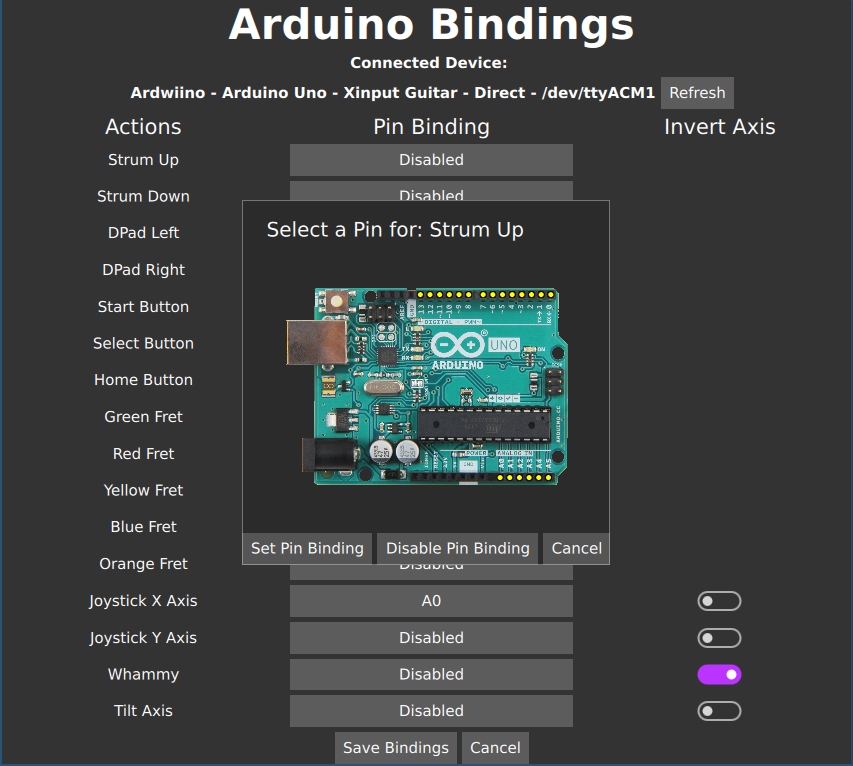 Arduino Bindings
Connected Device:
Ardwiino - Arduino Uno - Xinput Guitar - Direct - /dev/ttyACM1 Refresh
Actions Pin Binding Invert Axis
Strum Up Disabled
Strum Down Disabled
DPad Left
DPad Right
Start Button
Select Button
Home Button
Green Fret
Red Fret
Yellow Fret
Blue Fret
Orange Fret Disabled
Select a Pin for: Strum Up
DIGITAL
UNO
ARDUINO
POWER ANALOG IN
A0 A1 A2 A3 A4 A5
Set Pin Binding Disable Pin Binding Cancel
Joystick X Axis A0
Joystick Y Axis Disabled
Whammy Disabled
Tilt Axis Disabled
Save Bindings Cancel